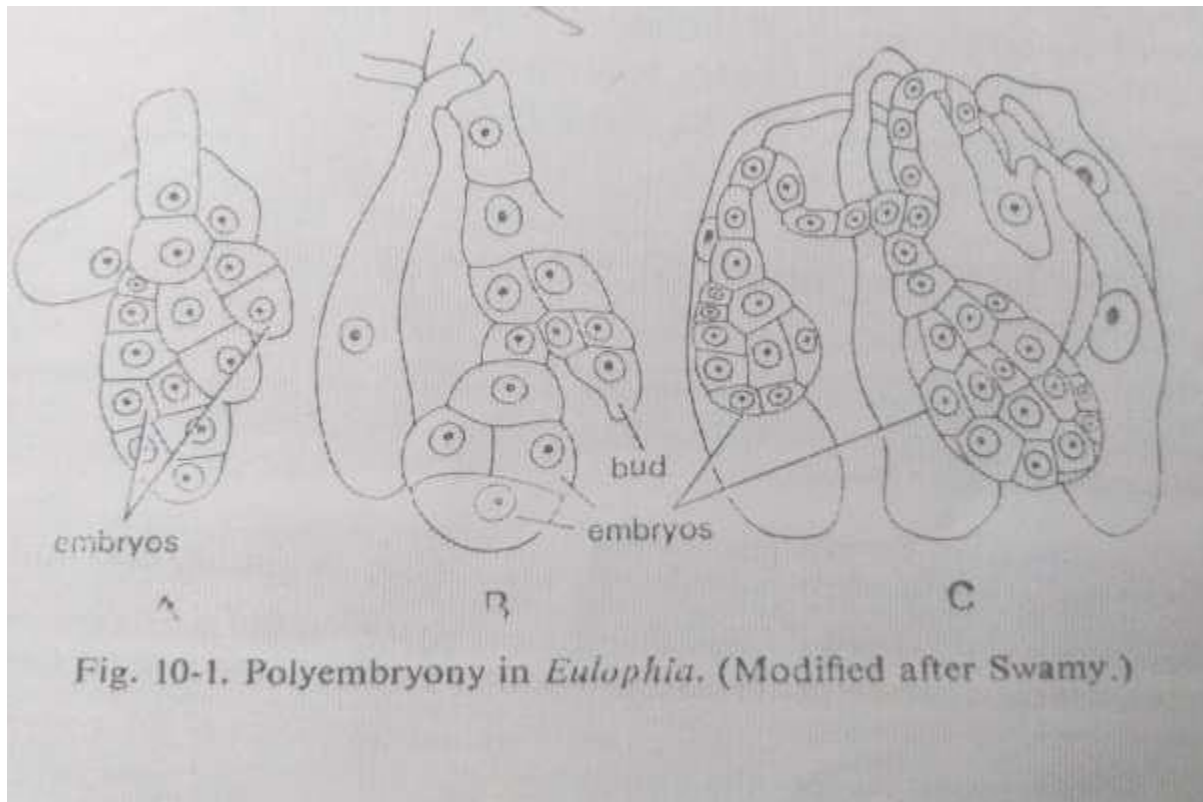 bud
embryos
embryos
A
B
C
Fig. 10-1. Polyembryony in Eulophia. (Modified after Swamy.)